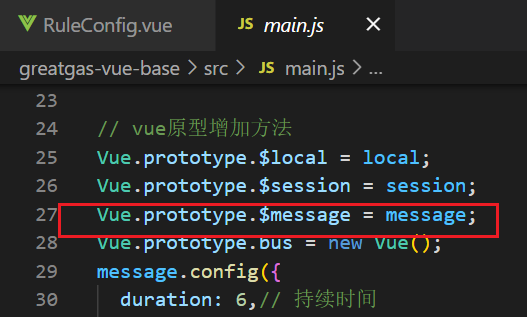 RuleConfig.vue
JS main.js ×
greatgas-vue-base > src > JS main.js > ...
23
24 // vue原型增加方法
25 Vue.prototype.$local = local;
26 Vue.prototype.$session = session;
27 Vue.prototype.$message = message;
28 Vue.prototype.bus = new Vue();
29 message.config({
30 duration: 6,// 持续时间